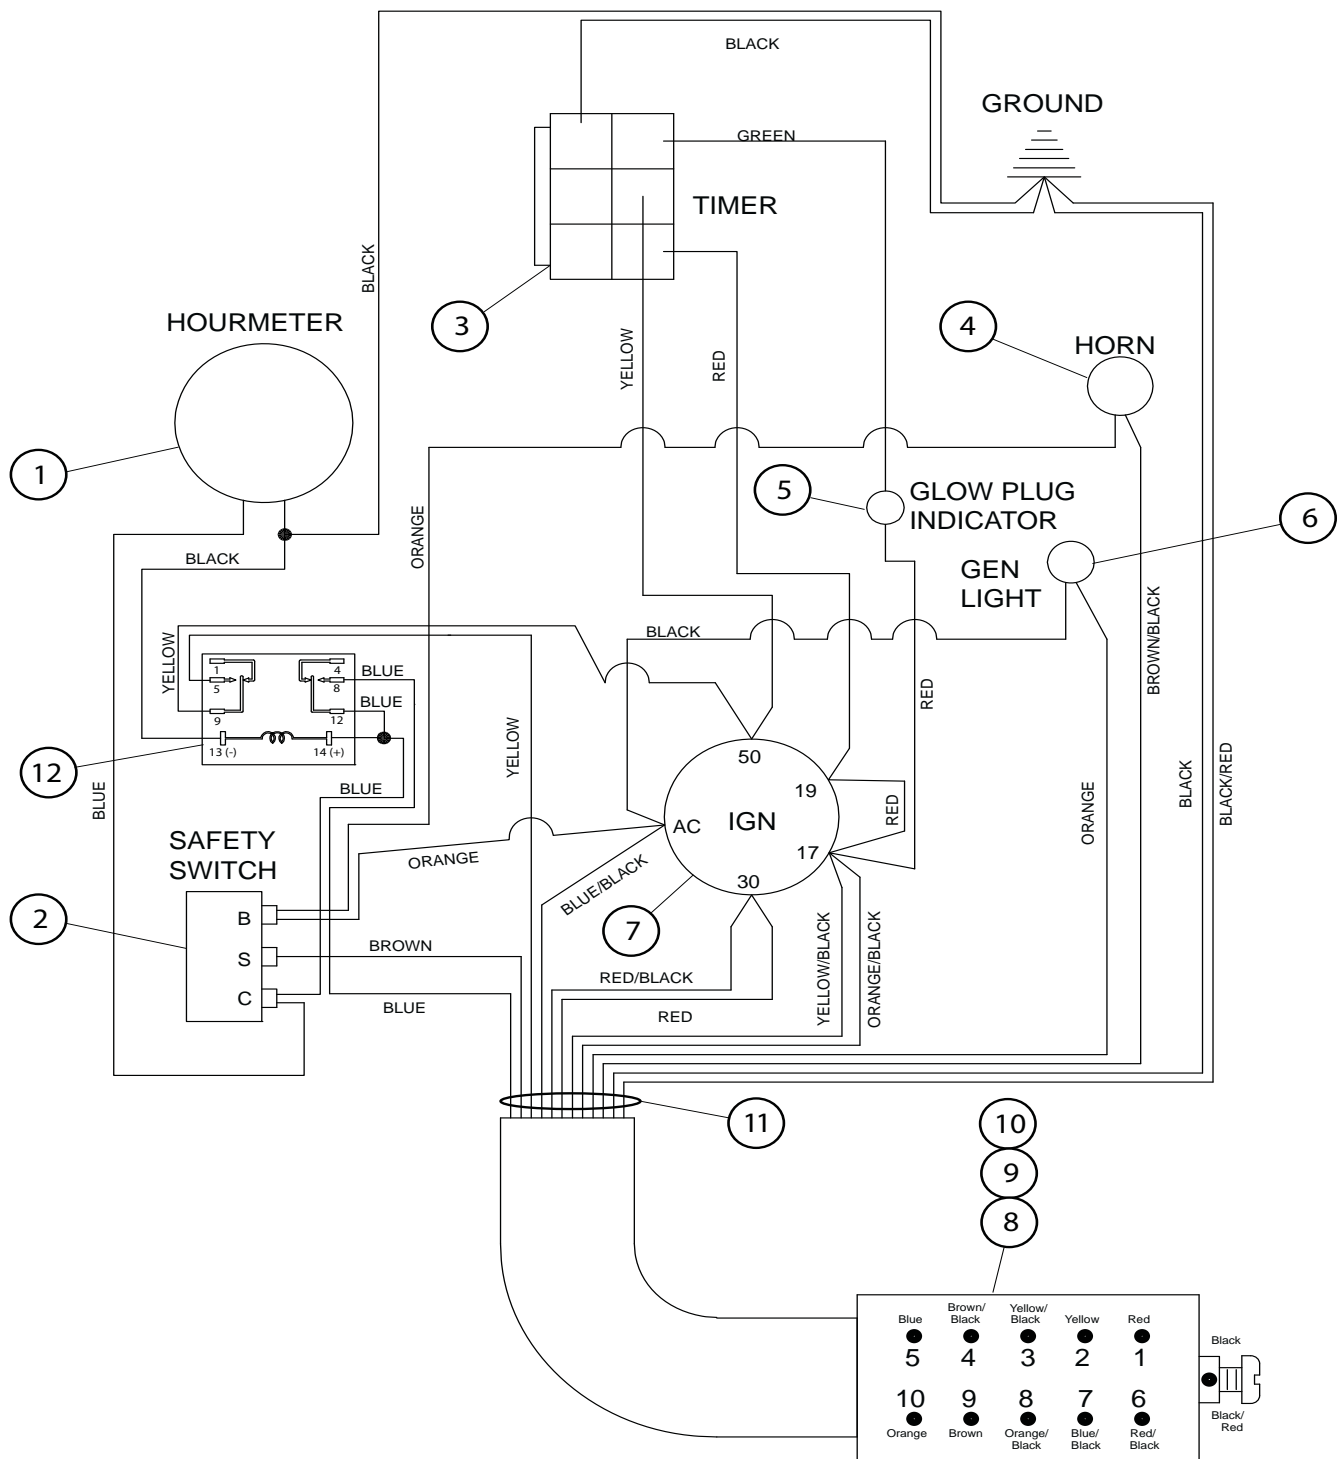 BLACK
GROUND
GREEN
TIMER
BLACK
3
4
HOURMETER
HORN
YELLOW
RED
1
5
GLOW PLUG
INDICATOR
6
ORANGE
BLACK
GEN
LIGHT
BROWN/BLACK
YELLOW
BLACK
1
4
BLUE
5
8
BLUE
9
12
RED
13 (-)
14 (+)
YELLOW
50
12
BLUE
BLUE
19
RED
ORANGE
BLACK
BLACK/RED
AC
IGN
SAFETY
SWITCH
ORANGE
17
BLUE/BLACK
30
2
B
7
S
BROWN
RED/BLACK
YELLOW/BLACK
ORANGE/BLACK
C
BLUE
RED
11
10
9
8
Blue
Brown/
Black
Yellow/
Black
Yellow
Red
5
4
3
2
1
Black
10
9
8
7
6
Orange
Brown
Orange/
Black
Blue/
Black
Red/
Black
Black/
Red